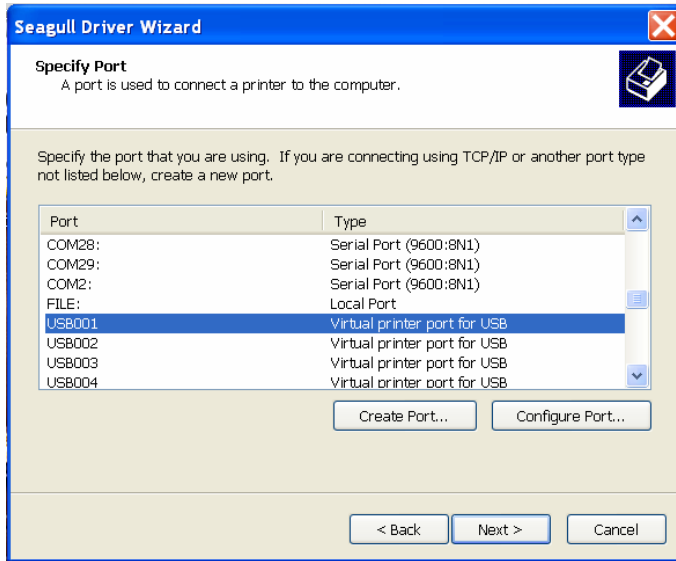 Seagull Driver Wizard
Specify Port
A port is used to connect a printer to the computer.
Specify the port that you are using. If you are connecting using TCP/IP or another port type
not listed below, create a new port.
Port Type
COM28: Serial Port (9600:8N1)
COM29: Serial Port (9600:8N1)
COM2: Serial Port (9600:8N1)
FILE: Local Port
USB001 Virtual printer port for USB
USB002 Virtual printer port for USB
USB003 Virtual printer port for USB
USB004 Virtual printer port for USB
Create Port... Configure Port...
< Back Next > Cancel